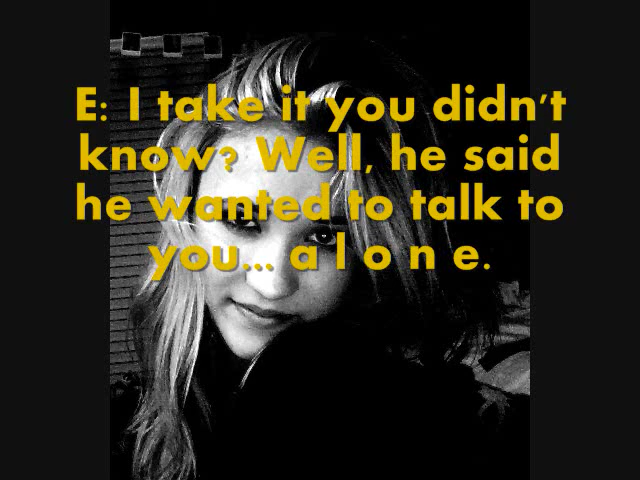 E: I take it you didn't
know? Well, he said
he wanted to talk to
you... a l o n e.